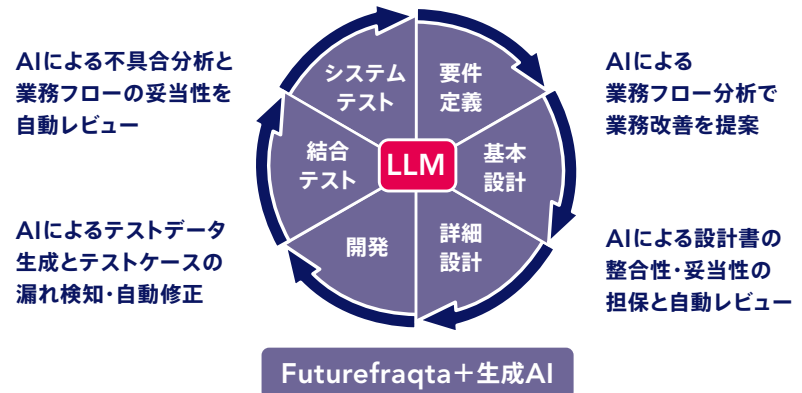 AIによる不具合分析と
業務フローの妥当性を
自動レビュー
システム
テスト
要件
定義
AIによる
業務フロー分析で
業務改善を提案
結合
テスト
LLM
基本
設計
AIによるテストデータ
生成とテストケースの
漏れ検知・自動修正
開発
詳細
設計
AIによる設計書の
整合性・妥当性の
担保と自動レビュー
Futurefraqta＋生成AI